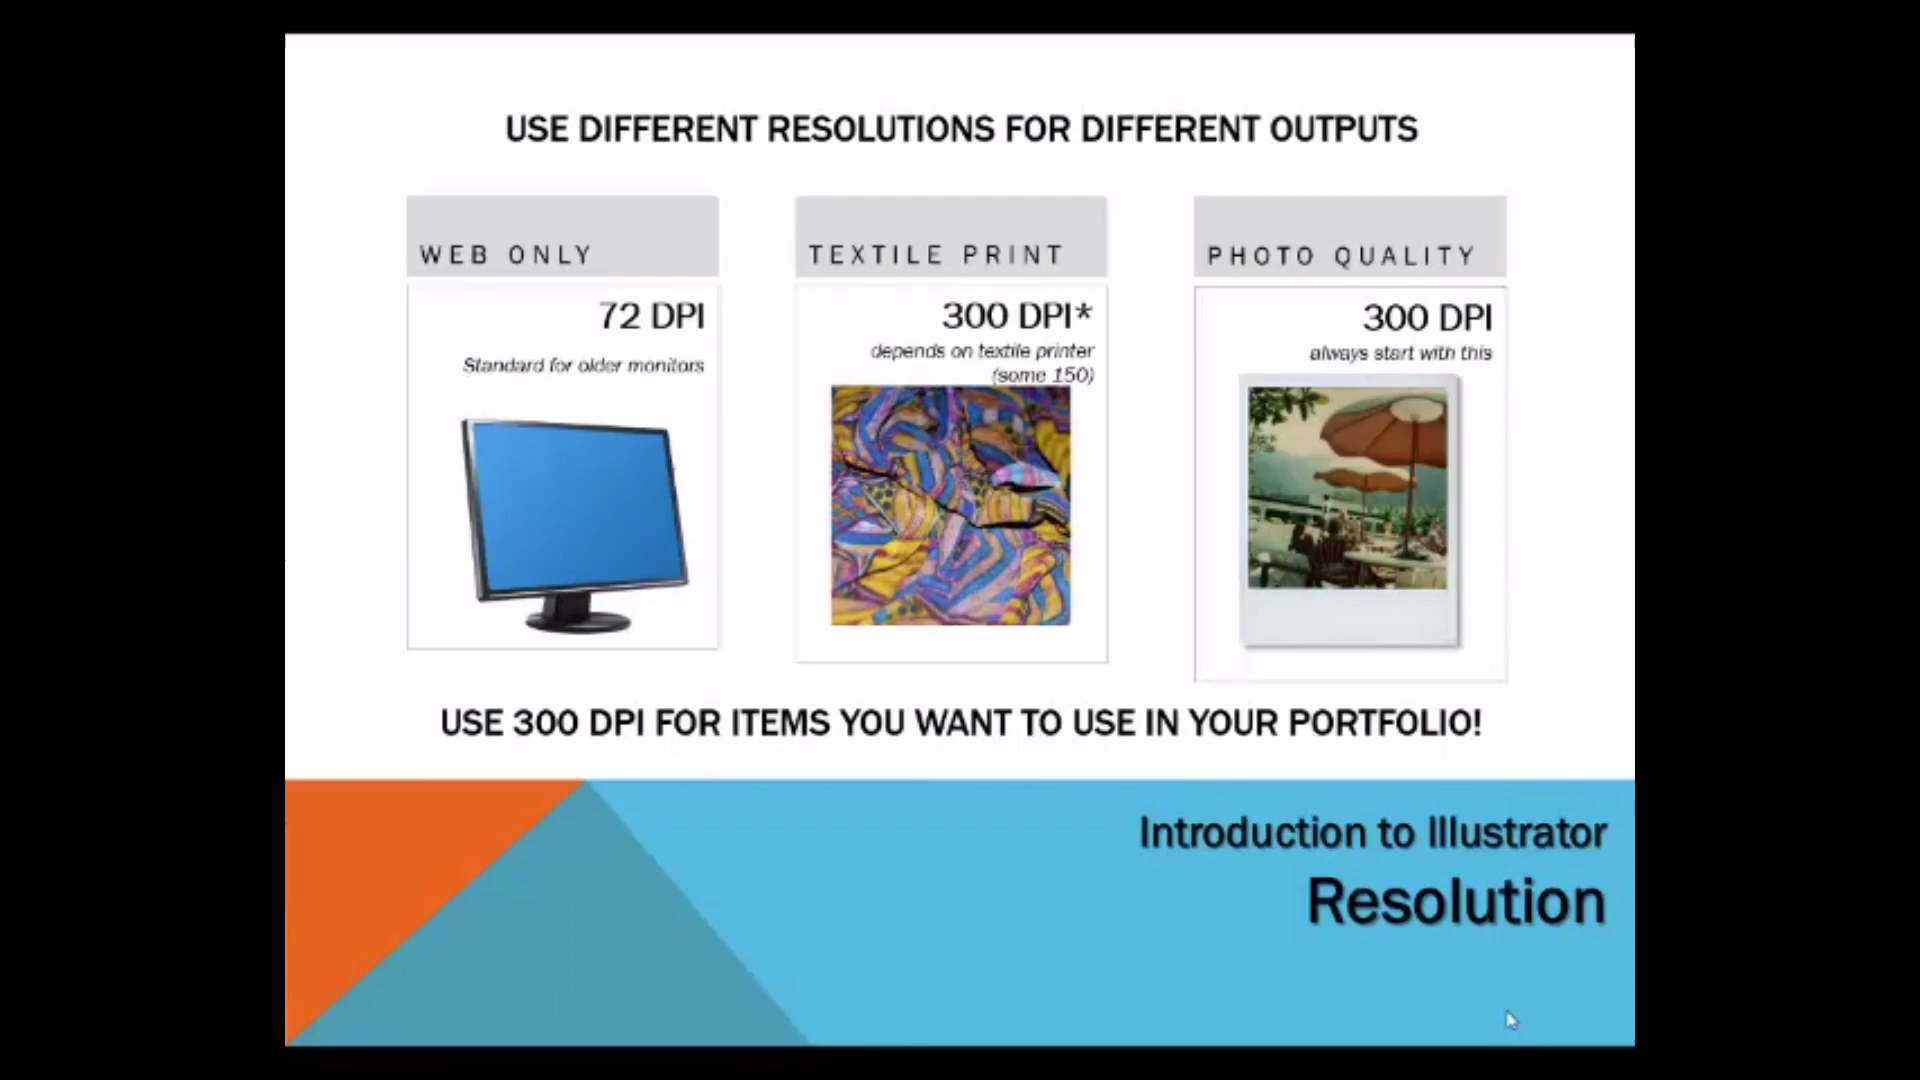 USE DIFFERENT RESOLUTIONS FOR DIFFERENT OUTPUTS
WEB ONLY
72 DPI
Standard for older monitors
TEXTILE PRINT
300 DPI*
depends on textile printer
(some 150)
PHOTO QUALITY
300 DPI
always start with this
USE 300 DPI FOR ITEMS YOU WANT TO USE IN YOUR PORTFOLIO!
Introduction to Illustrator
Resolution